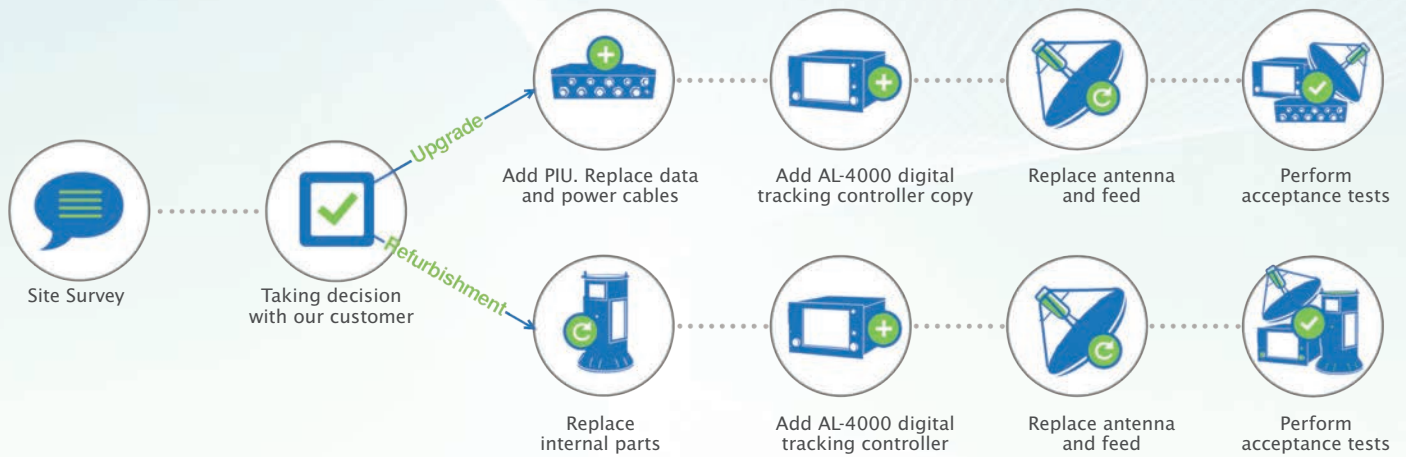 Site Survey
Taking decision
with our customer
Upgrade
Add PIU. Replace data
and power cables
Add AL-4000 digital
tracking controller copy
Replace antenna
and feed
Perform
acceptance tests
Refurbishment
Replace
internal parts
Add AL-4000 digital
tracking controller
Replace antenna
and feed
Perform
acceptance tests